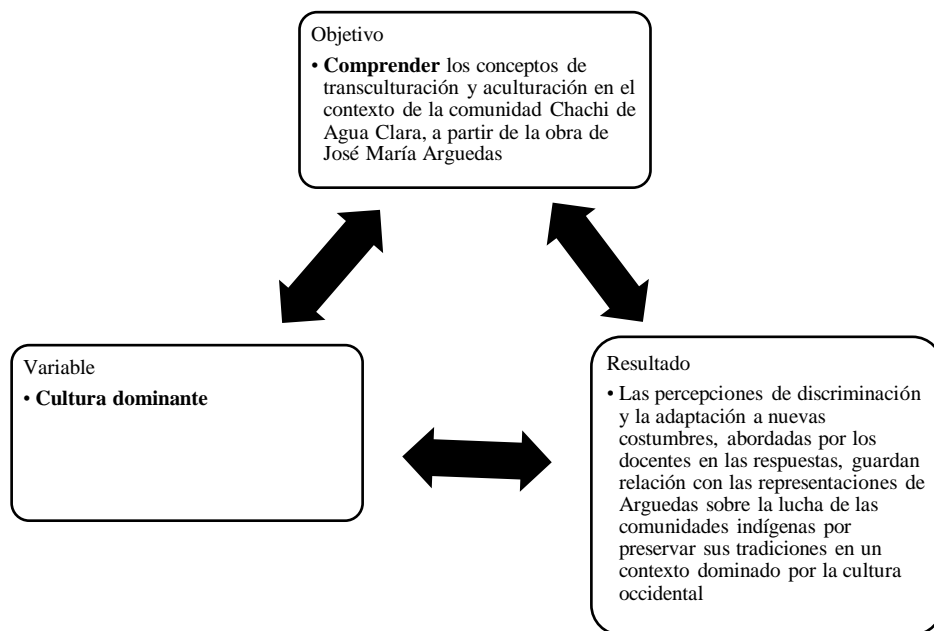 Objetivo
• Comprender los conceptos de
transculturación y aculturación en el
contexto de la comunidad Chachi de
Agua Clara, a partir de la obra de
José María Arguedas
Variable
• Cultura dominante
Resultado
• Las percepciones de discriminación
y la adaptación a nuevas
costumbres, abordadas por los
docentes en las respuestas, guardan
relación con las representaciones de
Arguedas sobre la lucha de las
comunidades indígenas por
preservar sus tradiciones en un
contexto dominado por la cultura
occidental